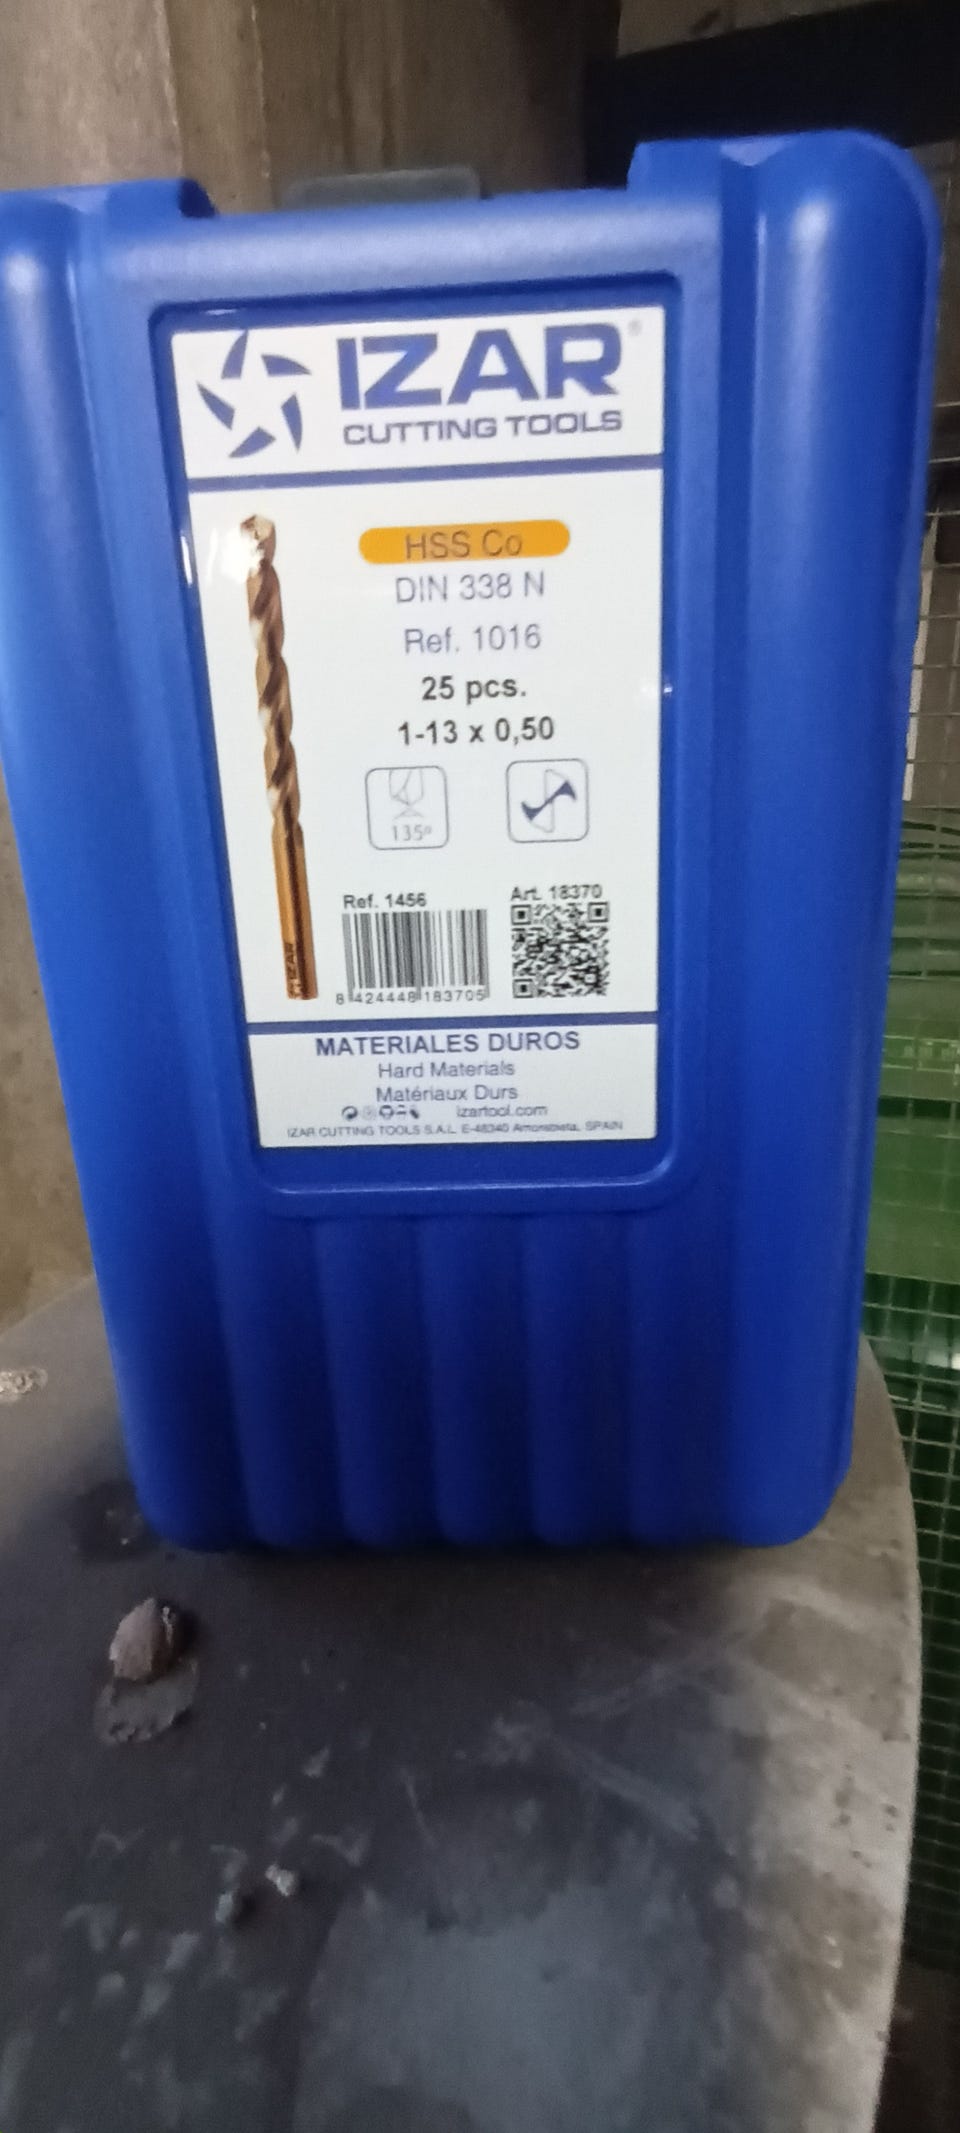 IZAR®
CUTTING TOOLS
HSS Co
DIN 338 N
Ref. 1016
25 pcs.
1-13 x 0,50
135º
Ref. 1456
Art. 18370
8 424448 183705
IZAR
MATERIALES DUROS
Hard Materials
Matériaux Durs
izartool.com
IZAR CUTTING TOOLS S.A.L. E-48340 Amorebieta, SPAIN